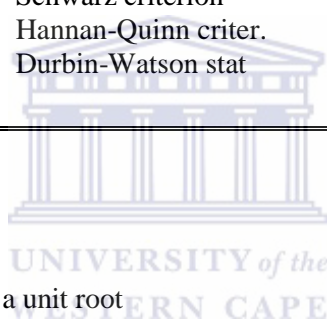 Schwarz criterion
Hannan-Quinn criter.
Durbin-Watson stat
UNIVERSITY of the
a unit root
WESTERN CAPE